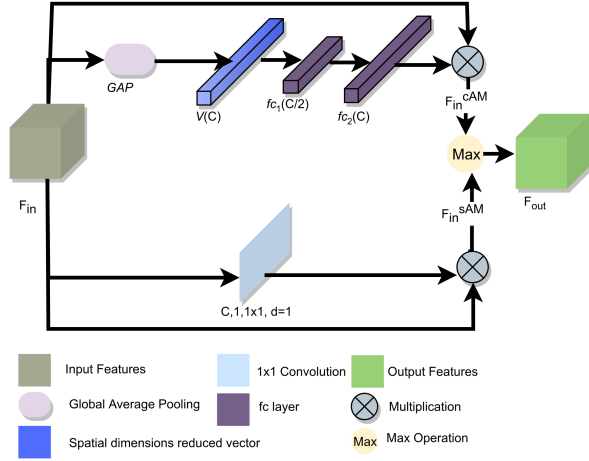 GAP
V(C)
fc1(C/2)
fc2(C)
Fin^cAM
Max
Fin
Fout
Fin^sAM
C,1,1x1, d=1
Input Features
1x1 Convolution
Output Features
Global Average Pooling
fc layer
Multiplication
Spatial dimensions reduced vector
Max
Max Operation